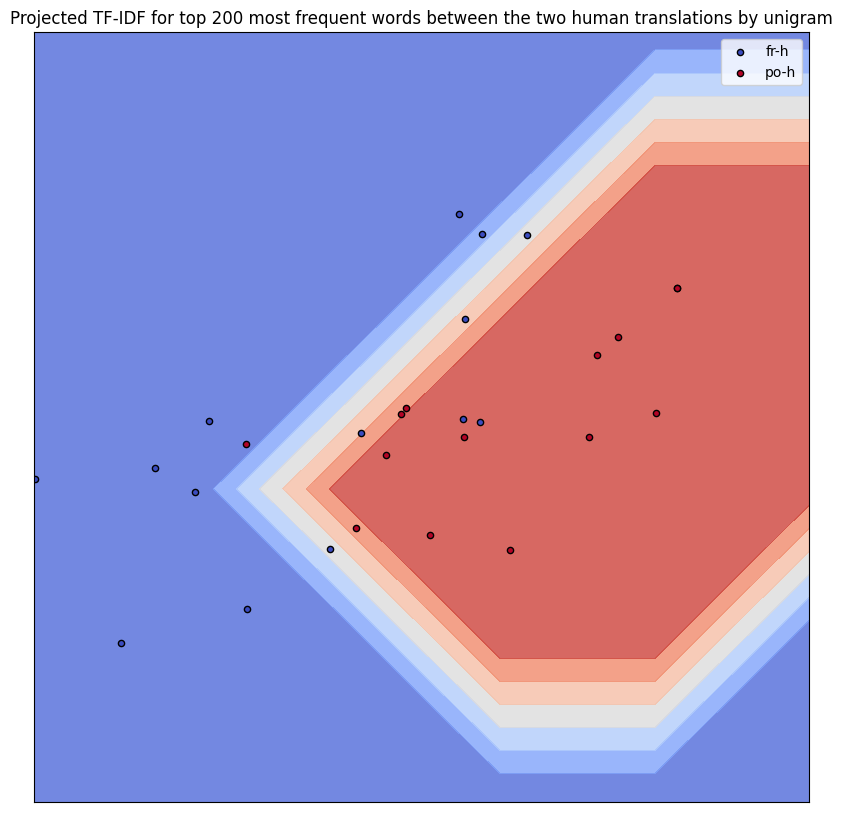 Projected TF-IDF for top 200 most frequent words between the two human translations by unigram
fr-h
po-h